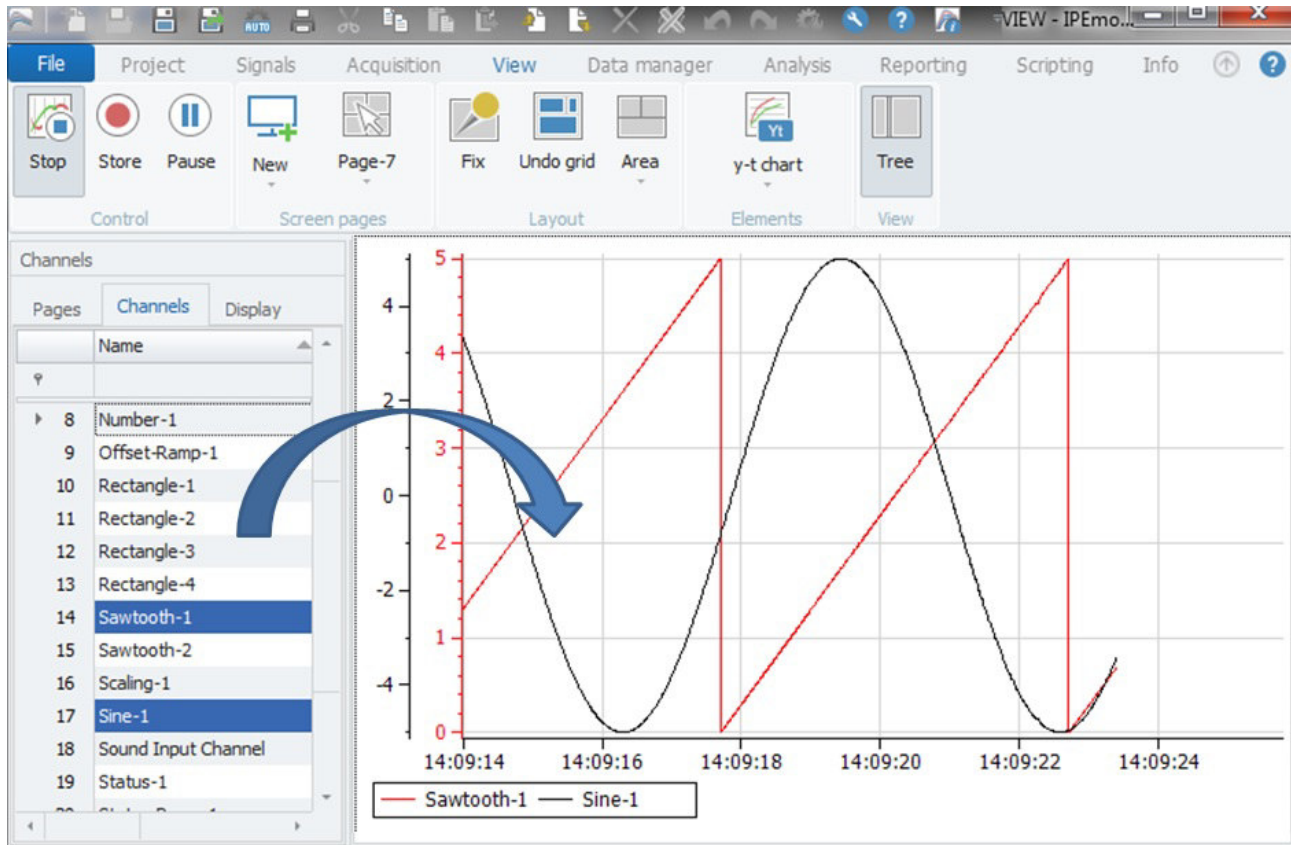 AUTO
VIEW - IPEmo...
File Project Signals Acquisition View Data manager Analysis Reporting Scripting Info
Stop Store Pause New Page-7 Fix Undo grid Area y-t chart Tree
Yt
Control Screen pages Layout Elements View
Channels
Pages Channels Display
Name
8 Number-1
9 Offset-Ramp-1
10 Rectangle-1
11 Rectangle-2
12 Rectangle-3
13 Rectangle-4
14 Sawtooth-1
15 Sawtooth-2
16 Scaling-1
17 Sine-1
18 Sound Input Channel
19 Status-1
4
2
0
-2
-4
5
4
3
2
1
0
14:09:14 14:09:16 14:09:18 14:09:20 14:09:22 14:09:24
Sawtooth-1 Sine-1